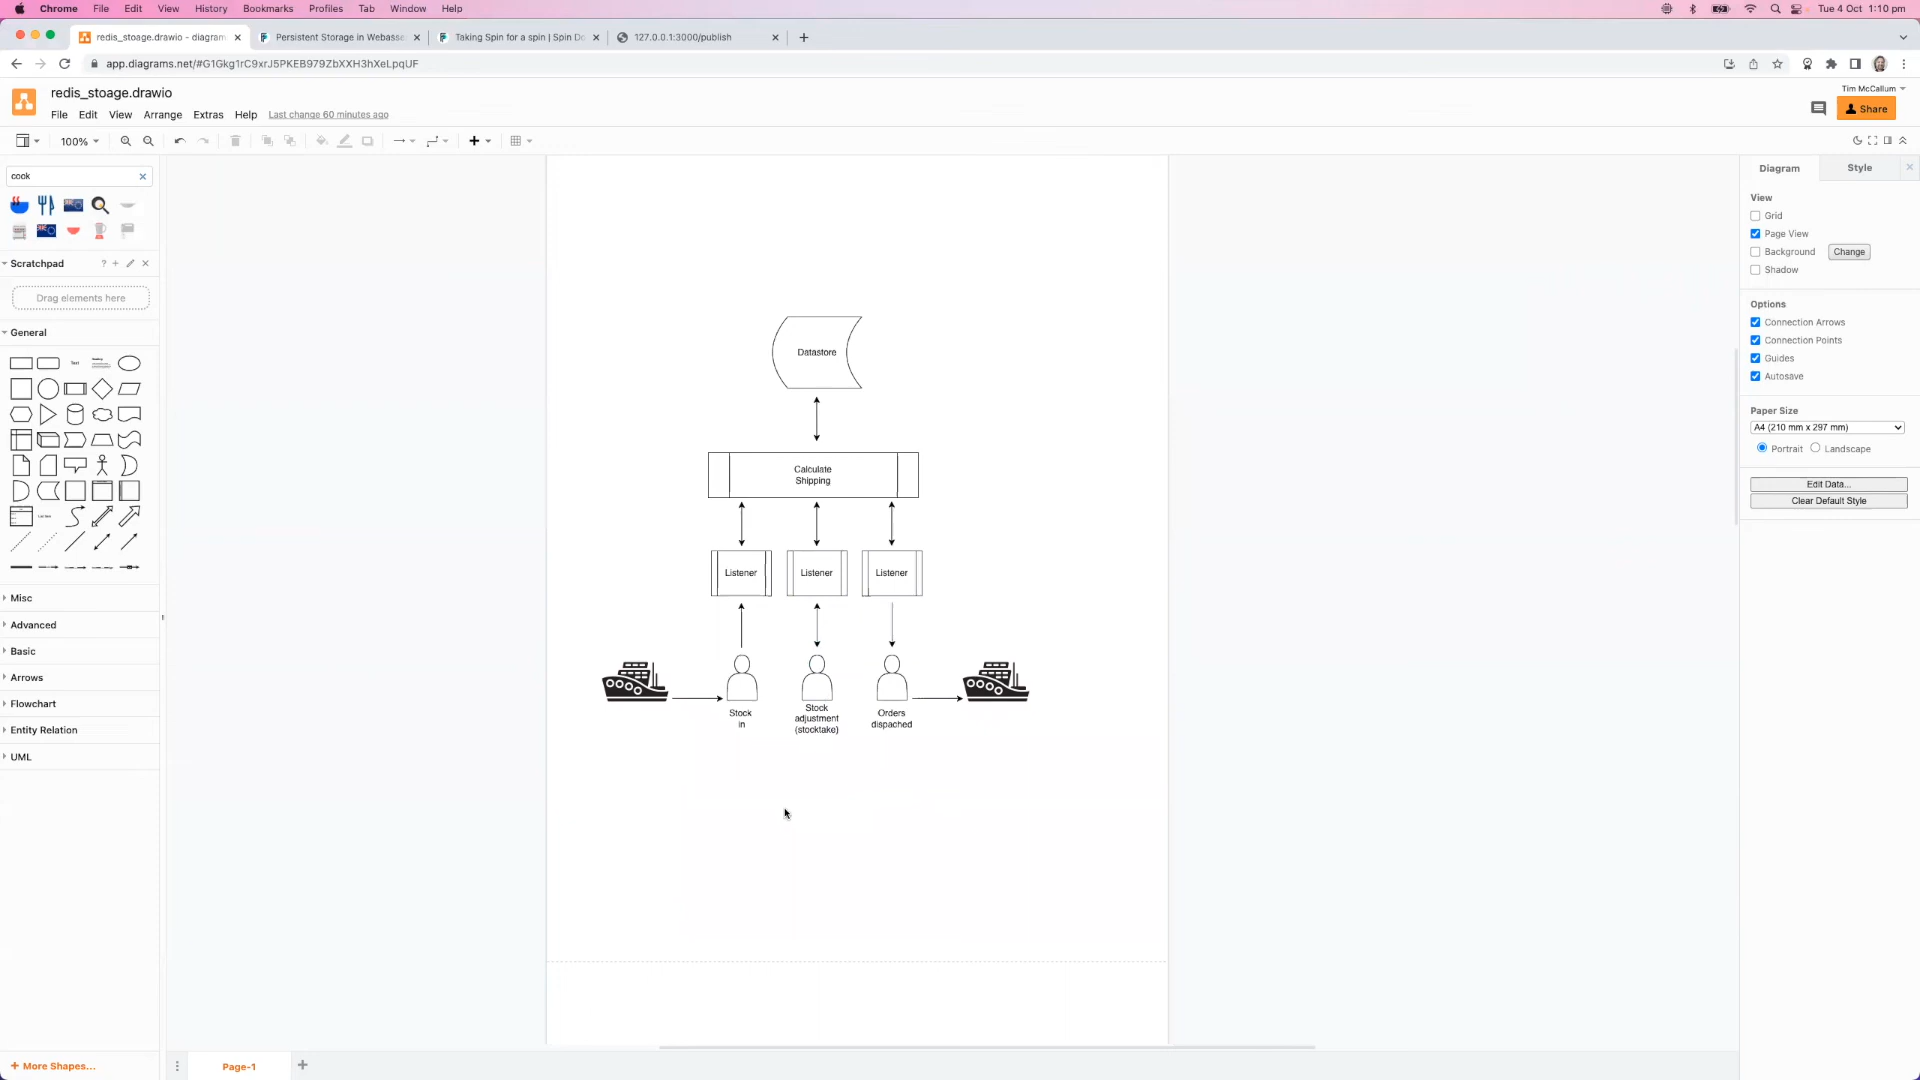 Chrome File Edit View History Bookmarks Profiles Tab Window Help Tue 4 Oct 1:10 pm
redis_stoage.drawio - diagram Persistent Storage in Webasse Taking Spin for a spin | Spin Do 127.0.0.1:3000/publish
app.diagrams.net/#G1Gkg1rC9xrJ5PKEB979ZbXXH3hXeLpqUF
redis_stoage.drawio
Tim McCallum
File Edit View Arrange Extras Help Last change 60 minutes ago
Share
100%
cook
Scratchpad ?
Drag elements here
General
Text
Misc
Advanced
Basic
Arrows
Flowchart
Entity Relation
UML
More Shapes...
Datastore
Calculate
Shipping
Listener Listener Listener
Stock
in
Stock
adjustment
(stocktake)
Orders
dispached
Page-1
Diagram Style
View
Grid
Page View
Background Change
Shadow
Options
Connection Arrows
Connection Points
Guides
Autosave
Paper Size
A4 (210 mm x 297 mm)
Portrait Landscape
Edit Data...
Clear Default Style